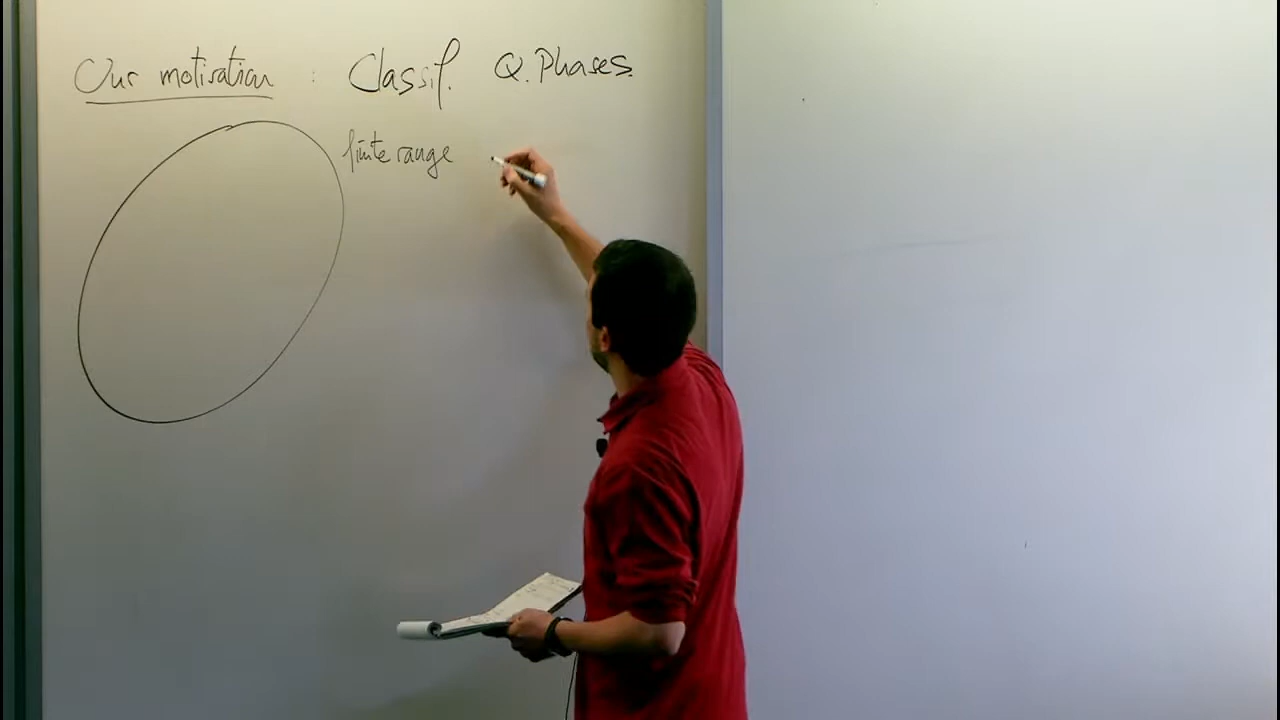 Our motivation : Classif. Q. Phases.
finite range